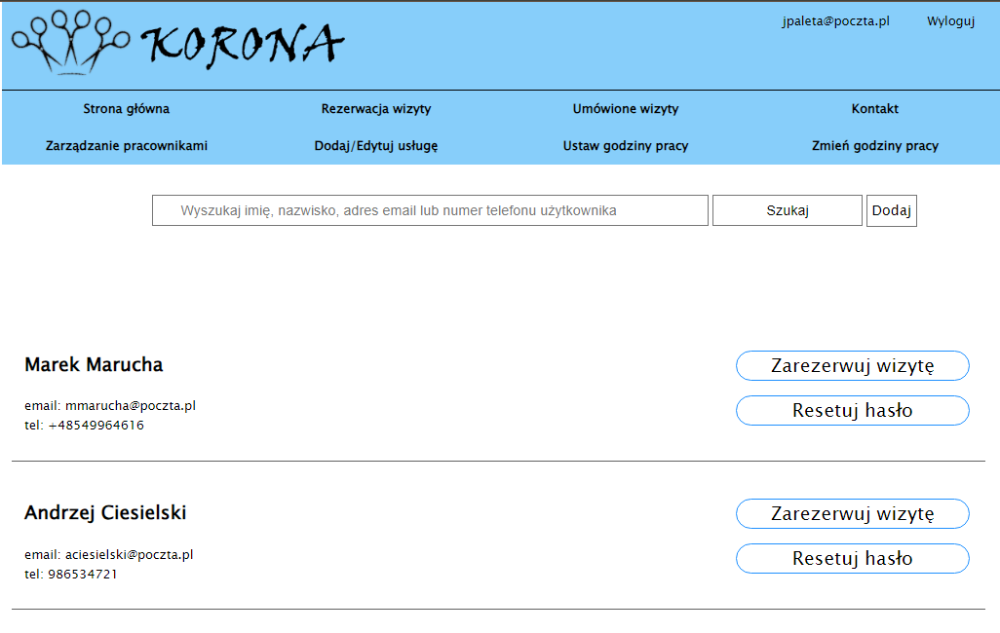 KORONA
jpaleta@poczta.pl Wyloguj
Strona główna Rezerwacja wizyty Umówione wizyty Kontakt
Zarządzanie pracownikami Dodaj/Edytuj usługę Ustaw godziny pracy Zmień godziny pracy
Wyszukaj imię, nazwisko, adres email lub numer telefonu użytkownika Szukaj Dodaj
Marek Marucha Zarezerwuj wizytę
email: mmarucha@poczta.pl Resetuj hasło
tel: +48549964616
Andrzej Ciesielski Zarezerwuj wizytę
email: aciesielski@poczta.pl Resetuj hasło
tel: 986534721